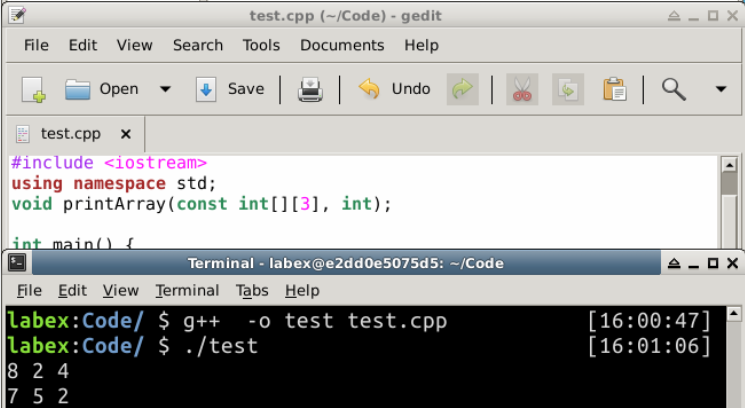 test.cpp (~/Code) - gedit
File Edit View Search Tools Documents Help
Open Save Undo
test.cpp x
#include <iostream>
using namespace std;
void printArray(const int[][3], int);
int main() {
Terminal - labex@e2dd0e5075d5: ~/Code
File Edit View Terminal Tabs Help
labex:Code/ $ g++  -o test test.cpp [16:00:47]
labex:Code/ $ ./test [16:01:06]
8 2 4
7 5 2